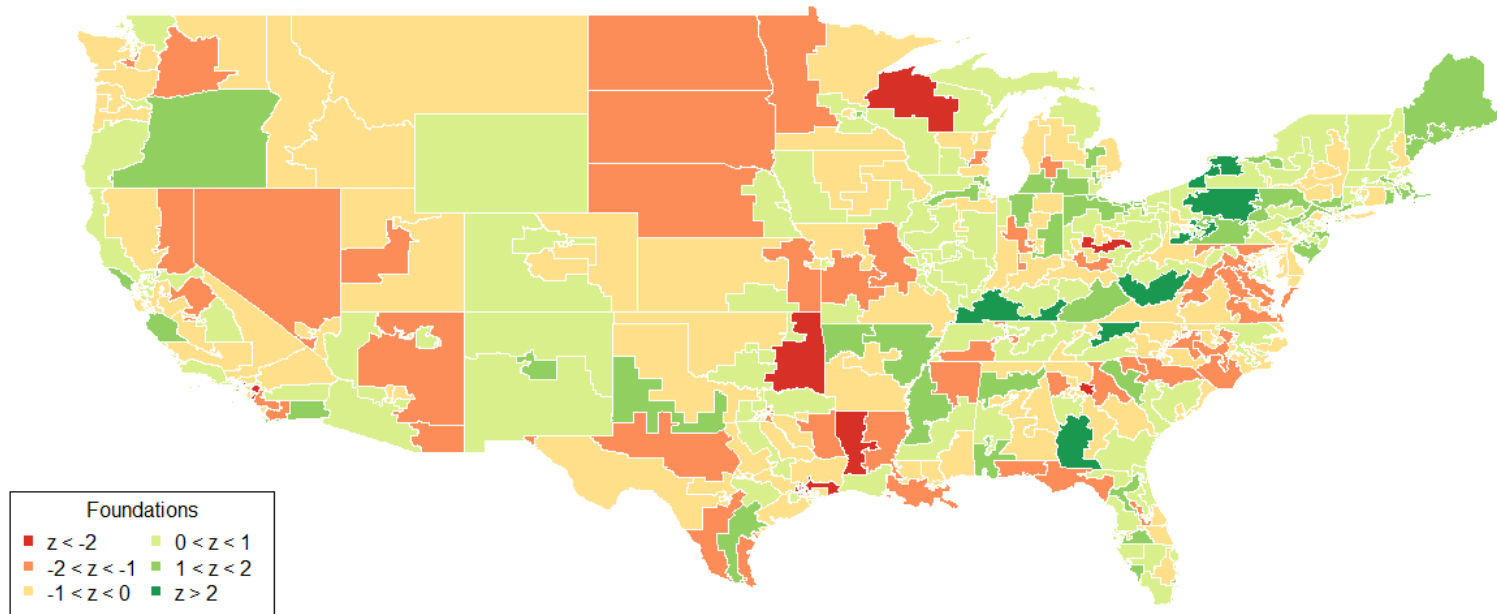 Foundations
z < -2
0 < z < 1
-2 < z < -1
1 < z < 2
-1 < z < 0
z > 2